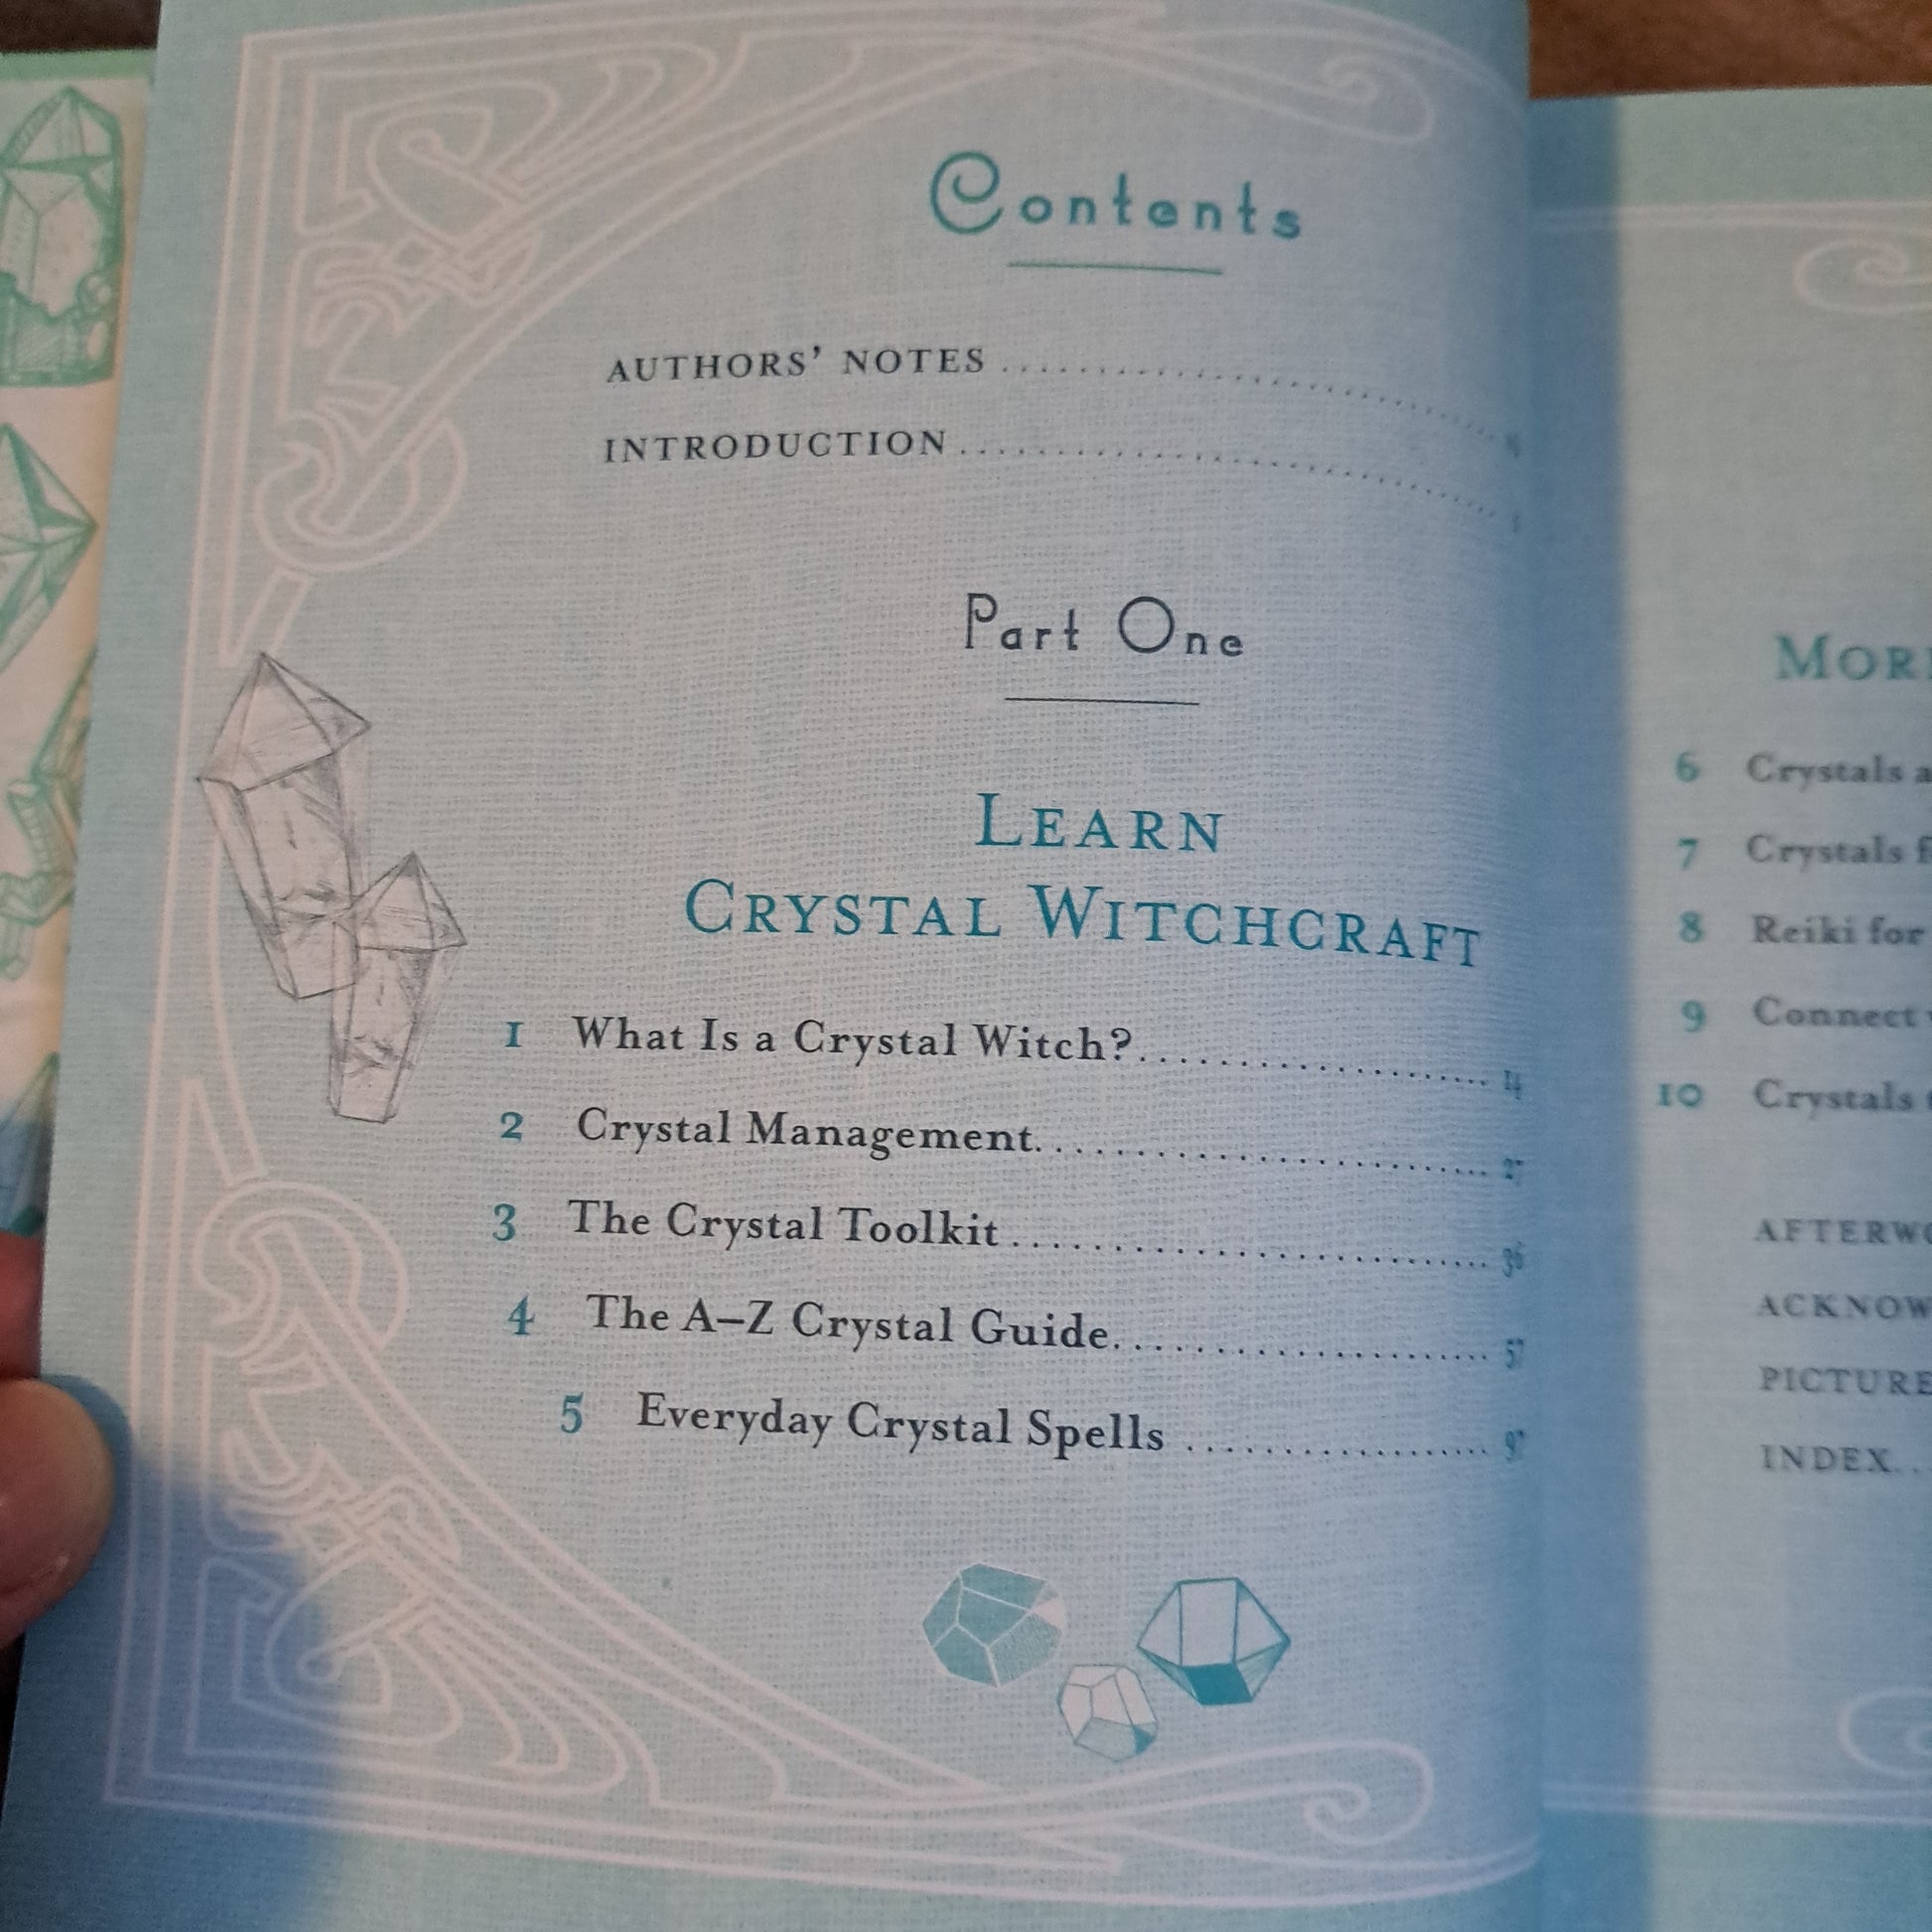 Contents
AUTHORS' NOTES
INTRODUCTION
Part One
LEARN
CRYSTAL WITCHCRAFT
1 What Is a Crystal Witch? 14
2 Crystal Management 27
3 The Crystal Toolkit 36
4 The A–Z Crystal Guide 57
5 Everyday Crystal Spells
6 Crystals
7 Crystals
8 Reiki for
9 Connect
10 Crystals
INDEX